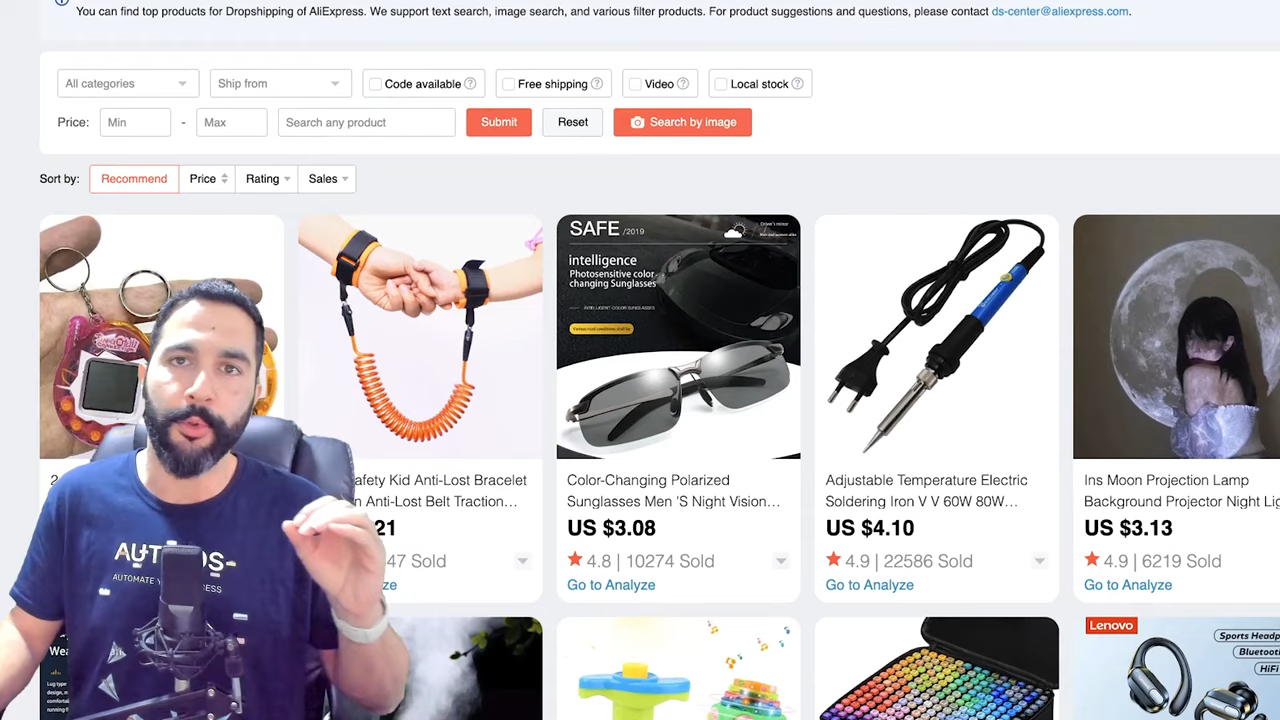 You can find top products for Dropshipping of AliExpress. We support text search, image search, and various filter products. For product suggestions and questions, please contact ds-center@aliexpress.com.
All categories
Ship from
Code available
Free shipping
Video
Local stock
Price:
Min
-
Max
Search any product
Submit
Reset
Search by image
Sort by:
Recommend
Price
Rating
Sales
SAFE /2019
intelligence
Photosensitive color
changing Sunglasses
INTELLIGENT COLOR SUNGLASSES
2
afety Kid Anti-Lost Bracelet
n Anti-Lost Belt Traction…
21
47 Sold
ze
Color-Changing Polarized
Sunglasses Men 'S Night Vision…
US $3.08
4.8 | 10274 Sold
Go to Analyze
Adjustable Temperature Electric
Soldering Iron V V 60W 80W…
US $4.10
4.9 | 22586 Sold
Go to Analyze
Ins Moon Projection Lamp
Background Projector Night Lig
US $3.13
4.9 | 6219 Sold
Go to Analyze
AUTOMATE Y
Lenovo
Sports Headp
Bluetoot
HiFi